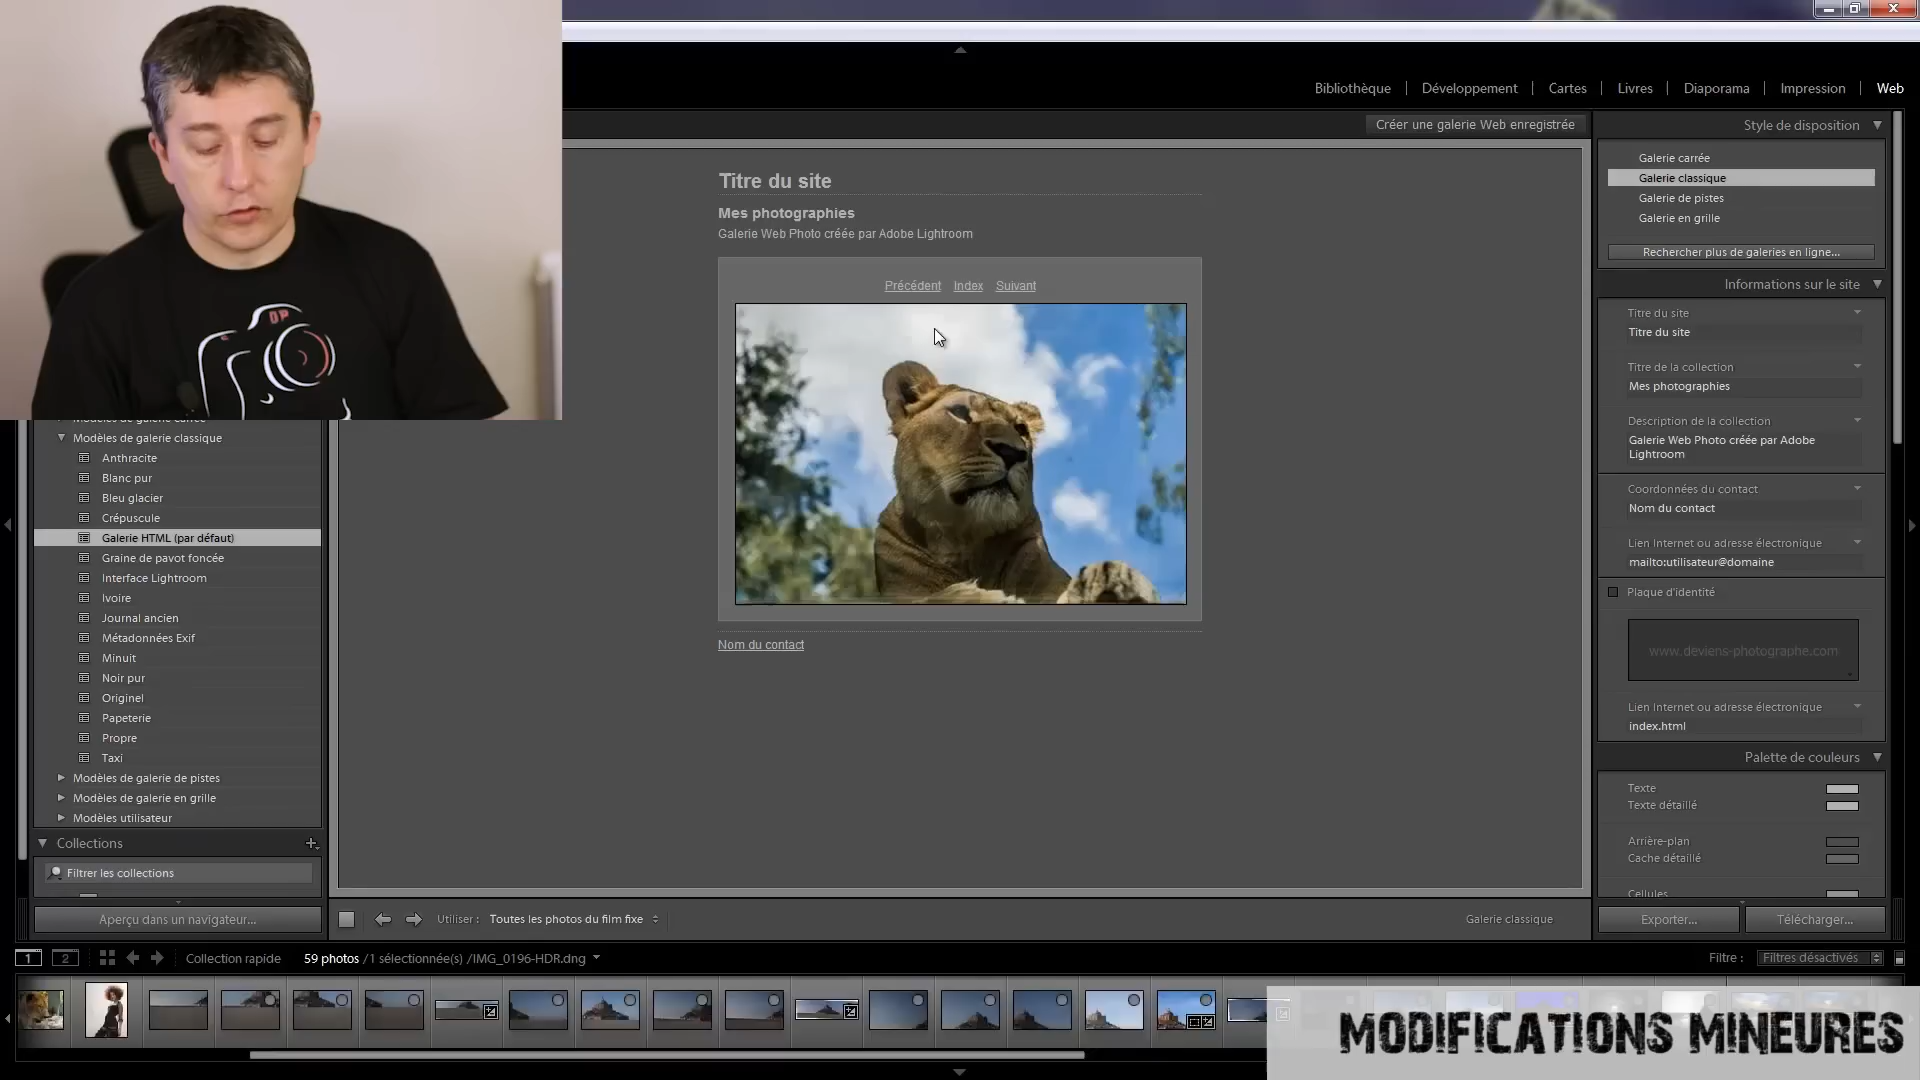 DP
Bibliothèque | Développement | Cartes | Livres | Diaporama | Impression | Web
Créer une galerie Web enregistrée
Style de disposition
Galerie carrée
Galerie classique
Galerie de pistes
Galerie en grille
Rechercher plus de galeries en ligne...
Informations sur le site
Titre du site
Titre du site
Titre de la collection
Mes photographies
Description de la collection
Galerie Web Photo créée par Adobe
Lightroom
Coordonnées du contact
Nom du contact
Lien Internet ou adresse électronique
mailto:utilisateur@domaine
Plaque d'identité
www.deviens-photographe.com
Lien Internet ou adresse électronique
index.html
Palette de couleurs
Texte
Texte détaillé
Arrière-plan
Cache détaillé
Cellules
Exporter...
Télécharger...
Titre du site
Mes photographies
Galerie Web Photo créée par Adobe Lightroom
Précédent Index Suivant
Nom du contact
Modèles de galerie carrée
Modèles de galerie classique
Anthracite
Blanc pur
Bleu glacier
Crépuscule
Galerie HTML (par défaut)
Graine de pavot foncée
Interface Lightroom
Ivoire
Journal ancien
Métadonnées Exif
Minuit
Noir pur
Originel
Papeterie
Propre
Taxi
Modèles de galerie de pistes
Modèles de galerie en grille
Modèles utilisateur
Collections
Filtrer les collections
Aperçu dans un navigateur...
Utiliser : Toutes les photos du film fixe
Galerie classique
1 2 Collection rapide 59 photos /1 sélectionnée(s) /IMG_0196-HDR.dng
Filtre : Filtres désactivés
MODIFICATIONS MINEURES